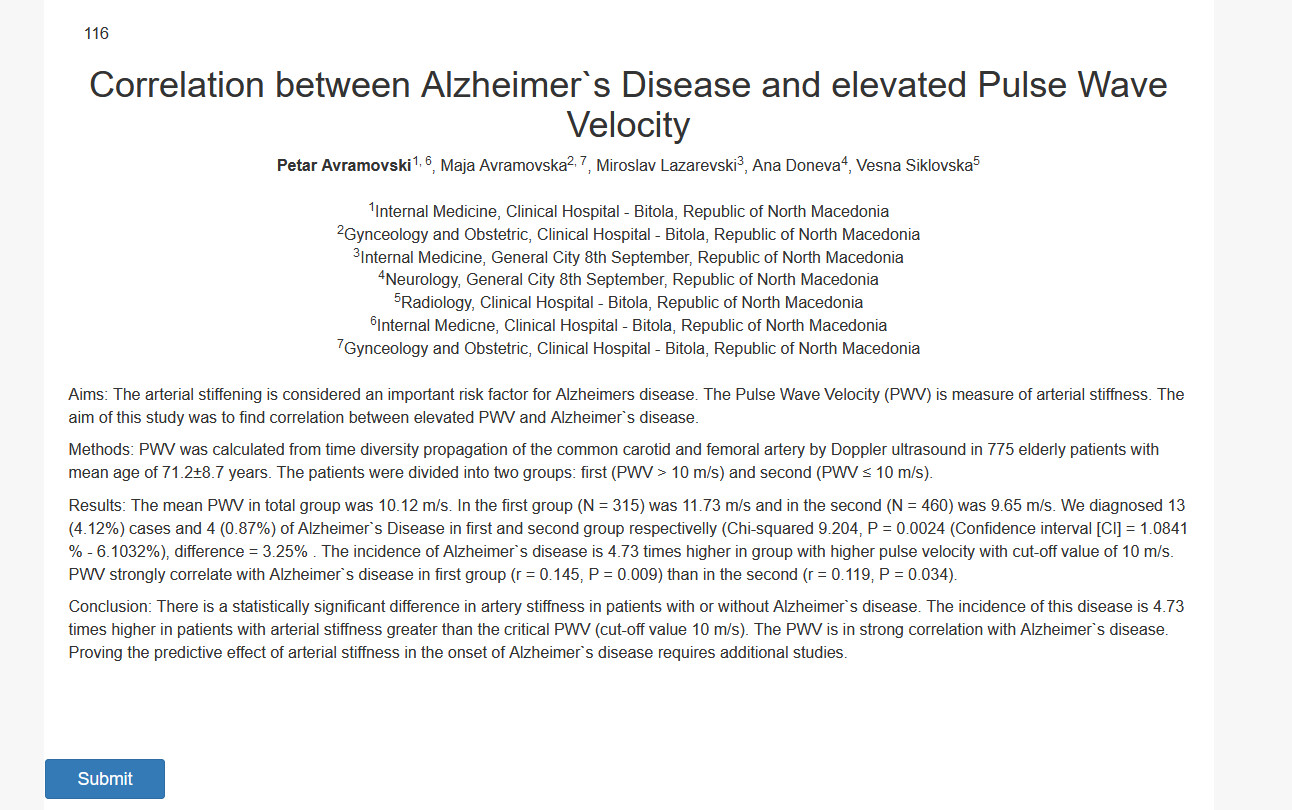 116
Correlation between Alzheimer`s Disease and elevated Pulse Wave
Velocity
Petar Avramovski1, 6, Maja Avramovska2, 7, Miroslav Lazarevski3, Ana Doneva4, Vesna Siklovska5
1Internal Medicine, Clinical Hospital - Bitola, Republic of North Macedonia
2Gynceology and Obstetric, Clinical Hospital - Bitola, Republic of North Macedonia
3Internal Medicine, General City 8th September, Republic of North Macedonia
4Neurology, General City 8th September, Republic of North Macedonia
5Radiology, Clinical Hospital - Bitola, Republic of North Macedonia
6Internal Medicne, Clinical Hospital - Bitola, Republic of North Macedonia
7Gynceology and Obstetric, Clinical Hospital - Bitola, Republic of North Macedonia
Aims: The arterial stiffening is considered an important risk factor for Alzheimers disease. The Pulse Wave Velocity (PWV) is measure of arterial stiffness. The
aim of this study was to find correlation between elevated PWV and Alzheimer`s disease.
Methods: PWV was calculated from time diversity propagation of the common carotid and femoral artery by Doppler ultrasound in 775 elderly patients with
mean age of 71.2±8.7 years. The patients were divided into two groups: first (PWV > 10 m/s) and second (PWV ≤ 10 m/s).
Results: The mean PWV in total group was 10.12 m/s. In the first group (N = 315) was 11.73 m/s and in the second (N = 460) was 9.65 m/s. We diagnosed 13
(4.12%) cases and 4 (0.87%) of Alzheimer`s Disease in first and second group respectivelly (Chi-squared 9.204, P = 0.0024 (Confidence interval [CI] = 1.0841
% - 6.1032%), difference = 3.25% . The incidence of Alzheimer`s disease is 4.73 times higher in group with higher pulse velocity with cut-off value of 10 m/s.
PWV strongly correlate with Alzheimer`s disease in first group (r = 0.145, P = 0.009) than in the second (r = 0.119, P = 0.034).
Conclusion: There is a statistically significant difference in artery stiffness in patients with or without Alzheimer`s disease. The incidence of this disease is 4.73
times higher in patients with arterial stiffness greater than the critical PWV (cut-off value 10 m/s). The PWV is in strong correlation with Alzheimer`s disease.
Proving the predictive effect of arterial stiffness in the onset of Alzheimer`s disease requires additional studies.
Submit